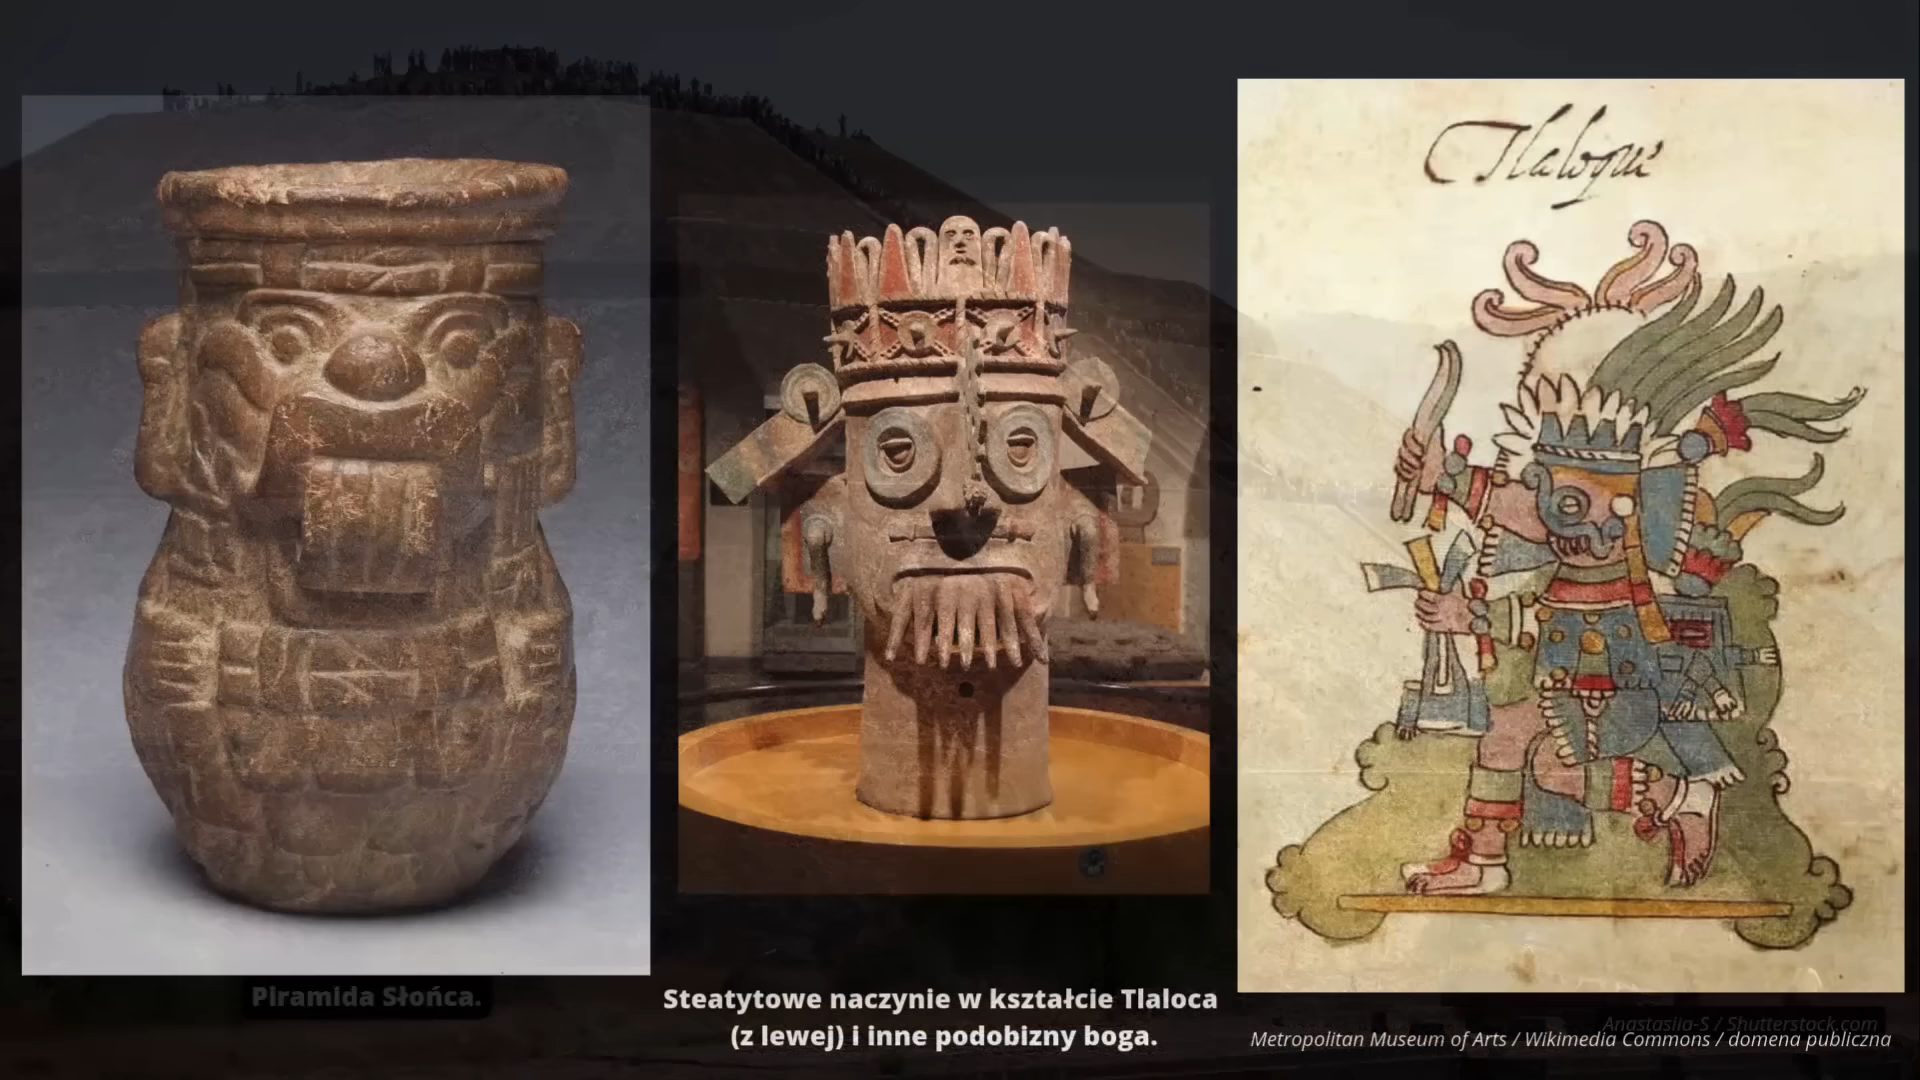 Tlaloque
Piramida Słońca.
Steatytowe naczynie w kształcie Tlaloca
(z lewej) i inne podobizny boga.
Anastasiia-S / Shutterstock.com
Metropolitan Museum of Arts / Wikimedia Commons / domena publiczna